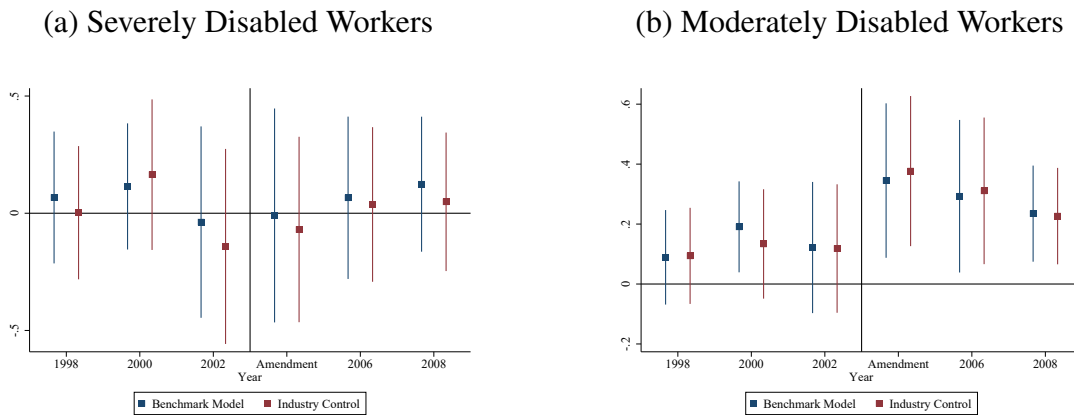 (a) Severely Disabled Workers
.5
0
-.5
1998 2000 2002 Amendment 2006 2008
Year
Benchmark Model Industry Control
(b) Moderately Disabled Workers
.6
.4
.2
0
-.2
1998 2000 2002 Amendment 2006 2008
Year
Benchmark Model Industry Control